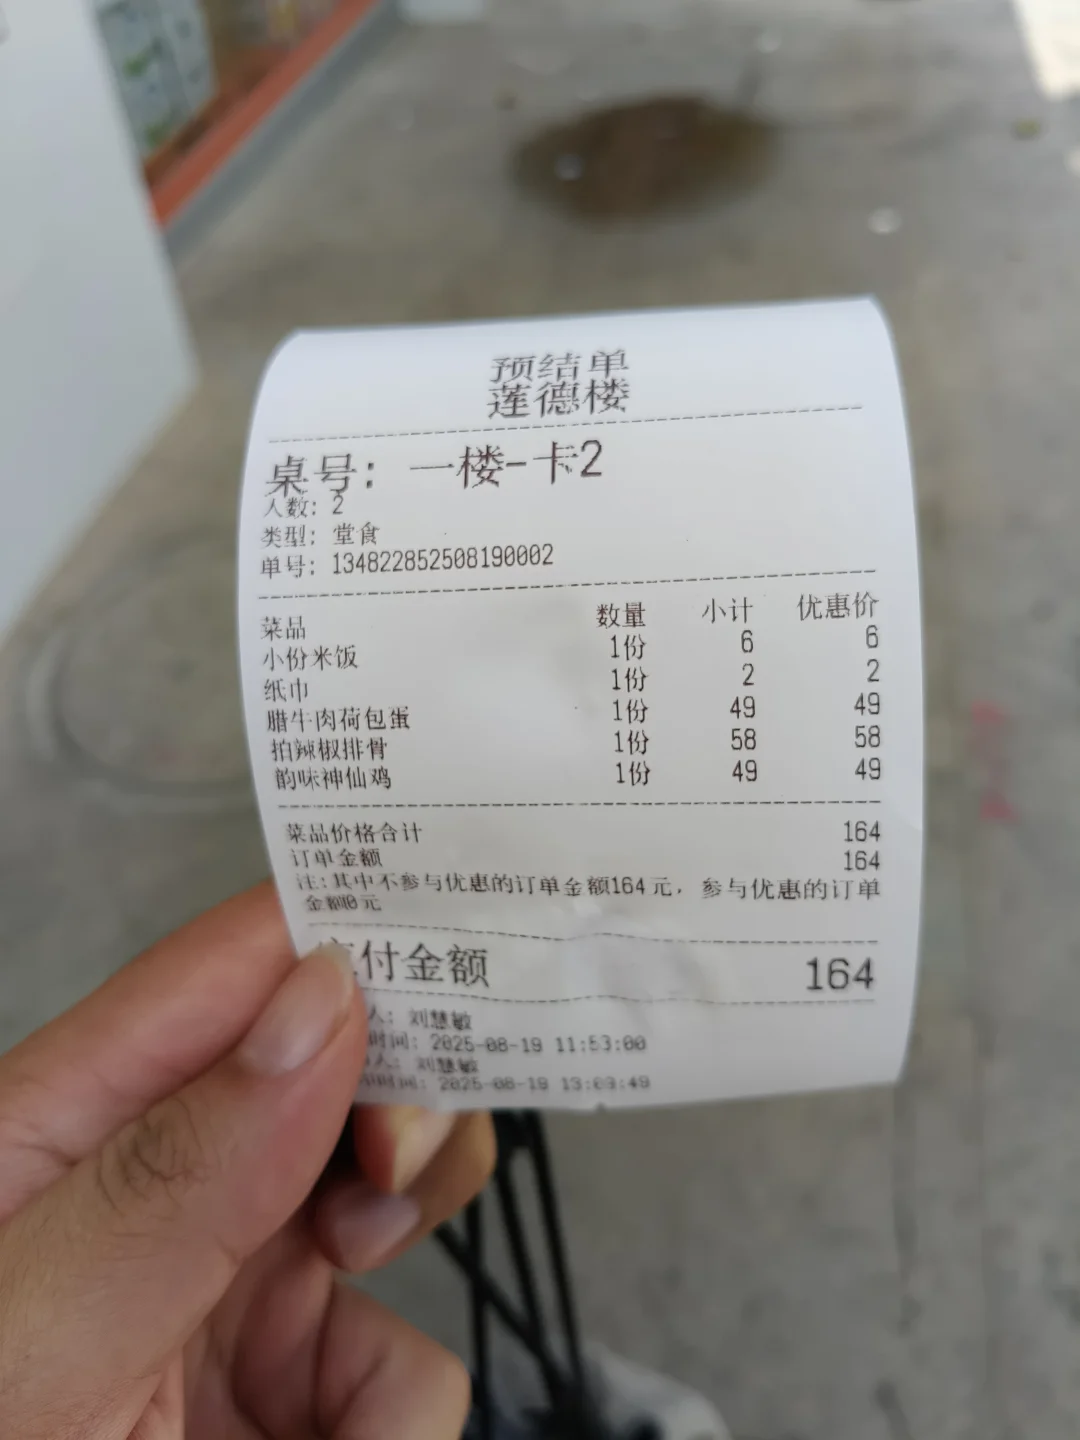 预结单
莲德楼
桌号: 一楼-卡2
人数: 2
类型: 堂食
单号: 134822852508190002
菜品 数量 小计 优惠价
小份米饭 1份 6 6
纸巾 1份 2 2
腊牛肉荷包蛋 1份 49 49
拍辣椒排骨 1份 58 58
韵味神仙鸡 1份 49 49
菜品价格合计 164
订单金额 164
注:其中不参与优惠的订单金额164元, 参与优惠的订单
金额0元
付金额 164
人: 刘慧敏
时间: 2025-08-19 11:53:00
人: 刘慧敏
时间: 2025-08-19 13:03:49